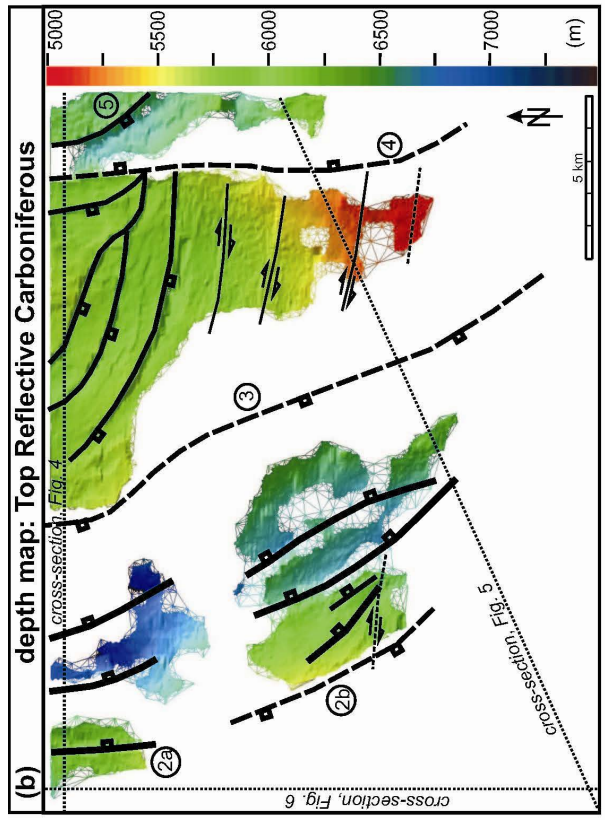 (b) depth map: Top Reflective Carboniferous
5000
5500
6000
6500
7000
(m)
cross-section, Fig. 4
5
4
N
5 km
3
2a
2b
cross-section, Fig. 5
cross-section, Fig. 6